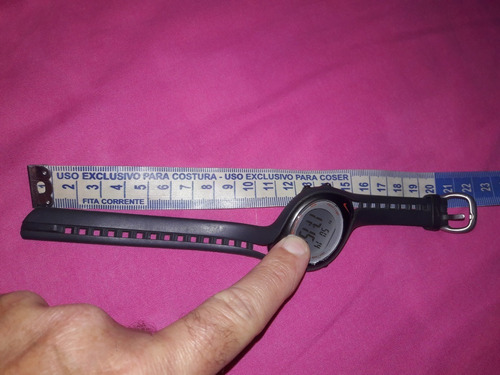 USO EXCLUSIVO PARA COSTURA - USO EXCLUSIVO PARA COSER
2 3 4 5 6 7 8 9 10 11 12 13 14 15 16 17 18 19 20 21 22 23
FITA CORRENTE